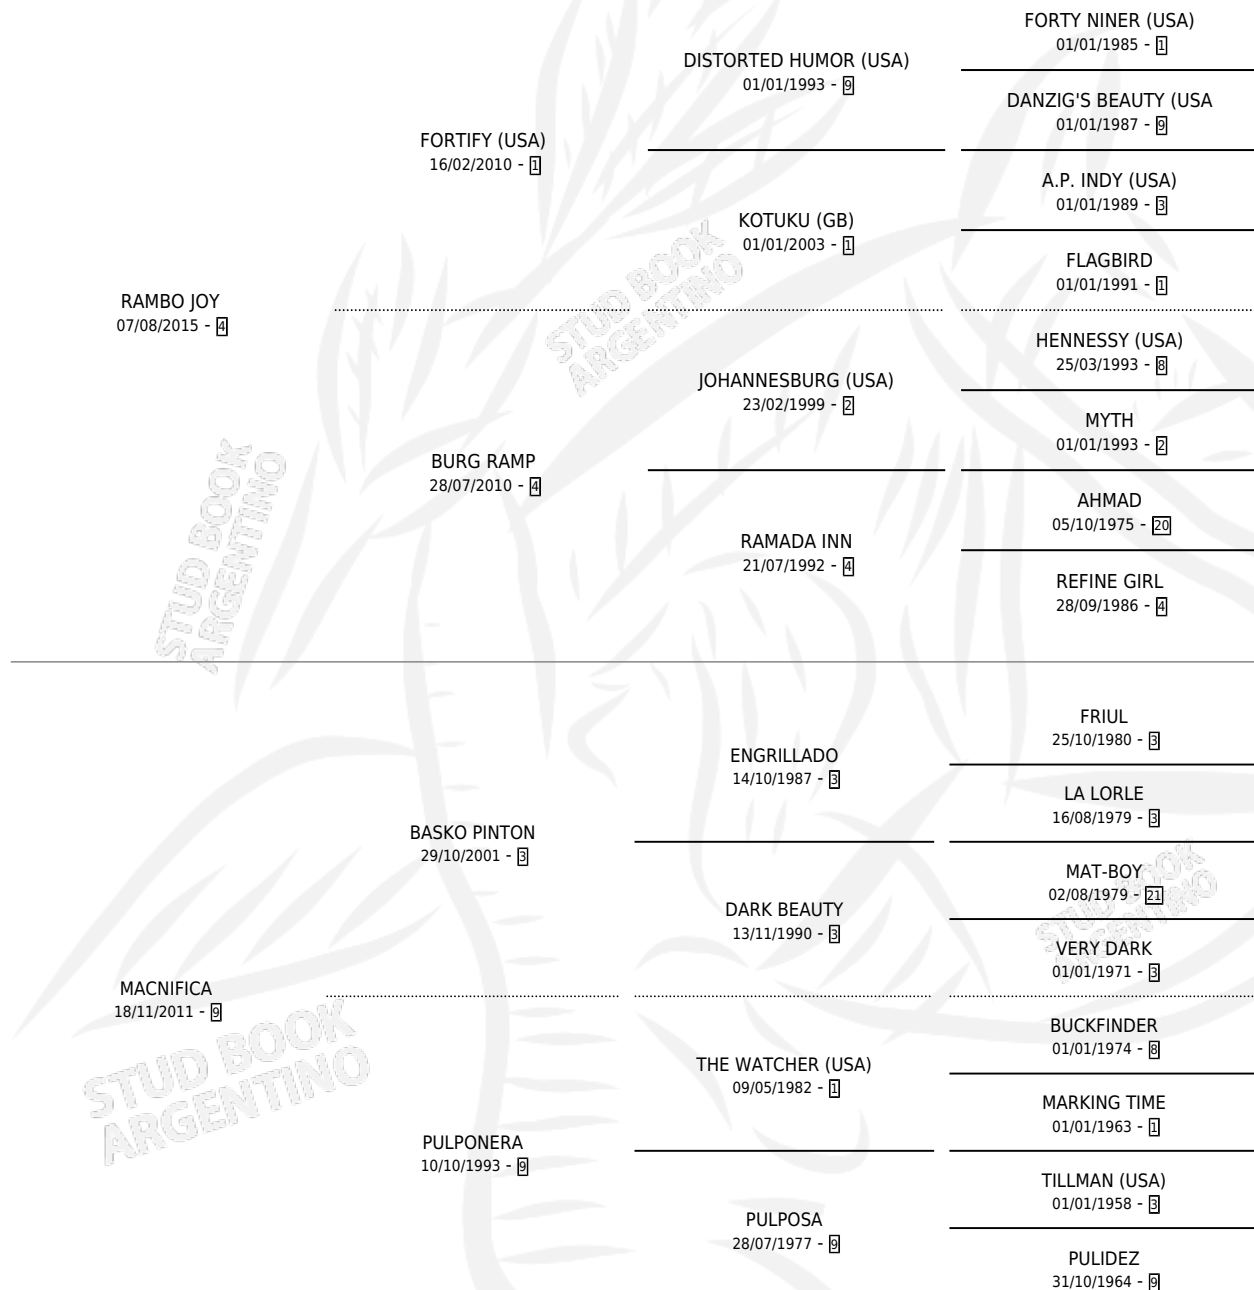 FORTY NINER (USA)
01/01/1985 - 1
DISTORTED HUMOR (USA)
01/01/1993 - 9
DANZIG'S BEAUTY (USA
01/01/1987 - 9
FORTIFY (USA)
16/02/2010 - 1
A.P. INDY (USA)
01/01/1989 - 3
KOTUKU (GB)
01/01/2003 - 1
FLAGBIRD
01/01/1991 - 1
RAMBO JOY
07/08/2015 - 4
HENNESSY (USA)
25/03/1993 - 8
JOHANNESBURG (USA)
23/02/1999 - 2
MYTH
01/01/1993 - 2
BURG RAMP
28/07/2010 - 4
AHMAD
05/10/1975 - 20
RAMADA INN
21/07/1992 - 4
REFINE GIRL
28/09/1986 - 4
FRIUL
25/10/1980 - 3
ENGRILLADO
14/10/1987 - 3
LA LORLE
16/08/1979 - 3
BASKO PINTON
29/10/2001 - 3
MAT-BOY
02/08/1979 - 21
DARK BEAUTY
13/11/1990 - 3
VERY DARK
01/01/1971 - 3
MACNIFICA
18/11/2011 - 9
BUCKFINDER
01/01/1974 - 8
THE WATCHER (USA)
09/05/1982 - 1
MARKING TIME
01/01/1963 - 1
PULPONERA
10/10/1993 - 9
TILLMAN (USA)
01/01/1958 - 3
PULPOSA
28/07/1977 - 9
PULIDEZ
31/10/1964 - 9
STUD BOOK
ARGENTINO
STUD BOOK
ARGENTINO
STUD BOOK
ARGENTINO
STUD BOOK
ARGENTINO